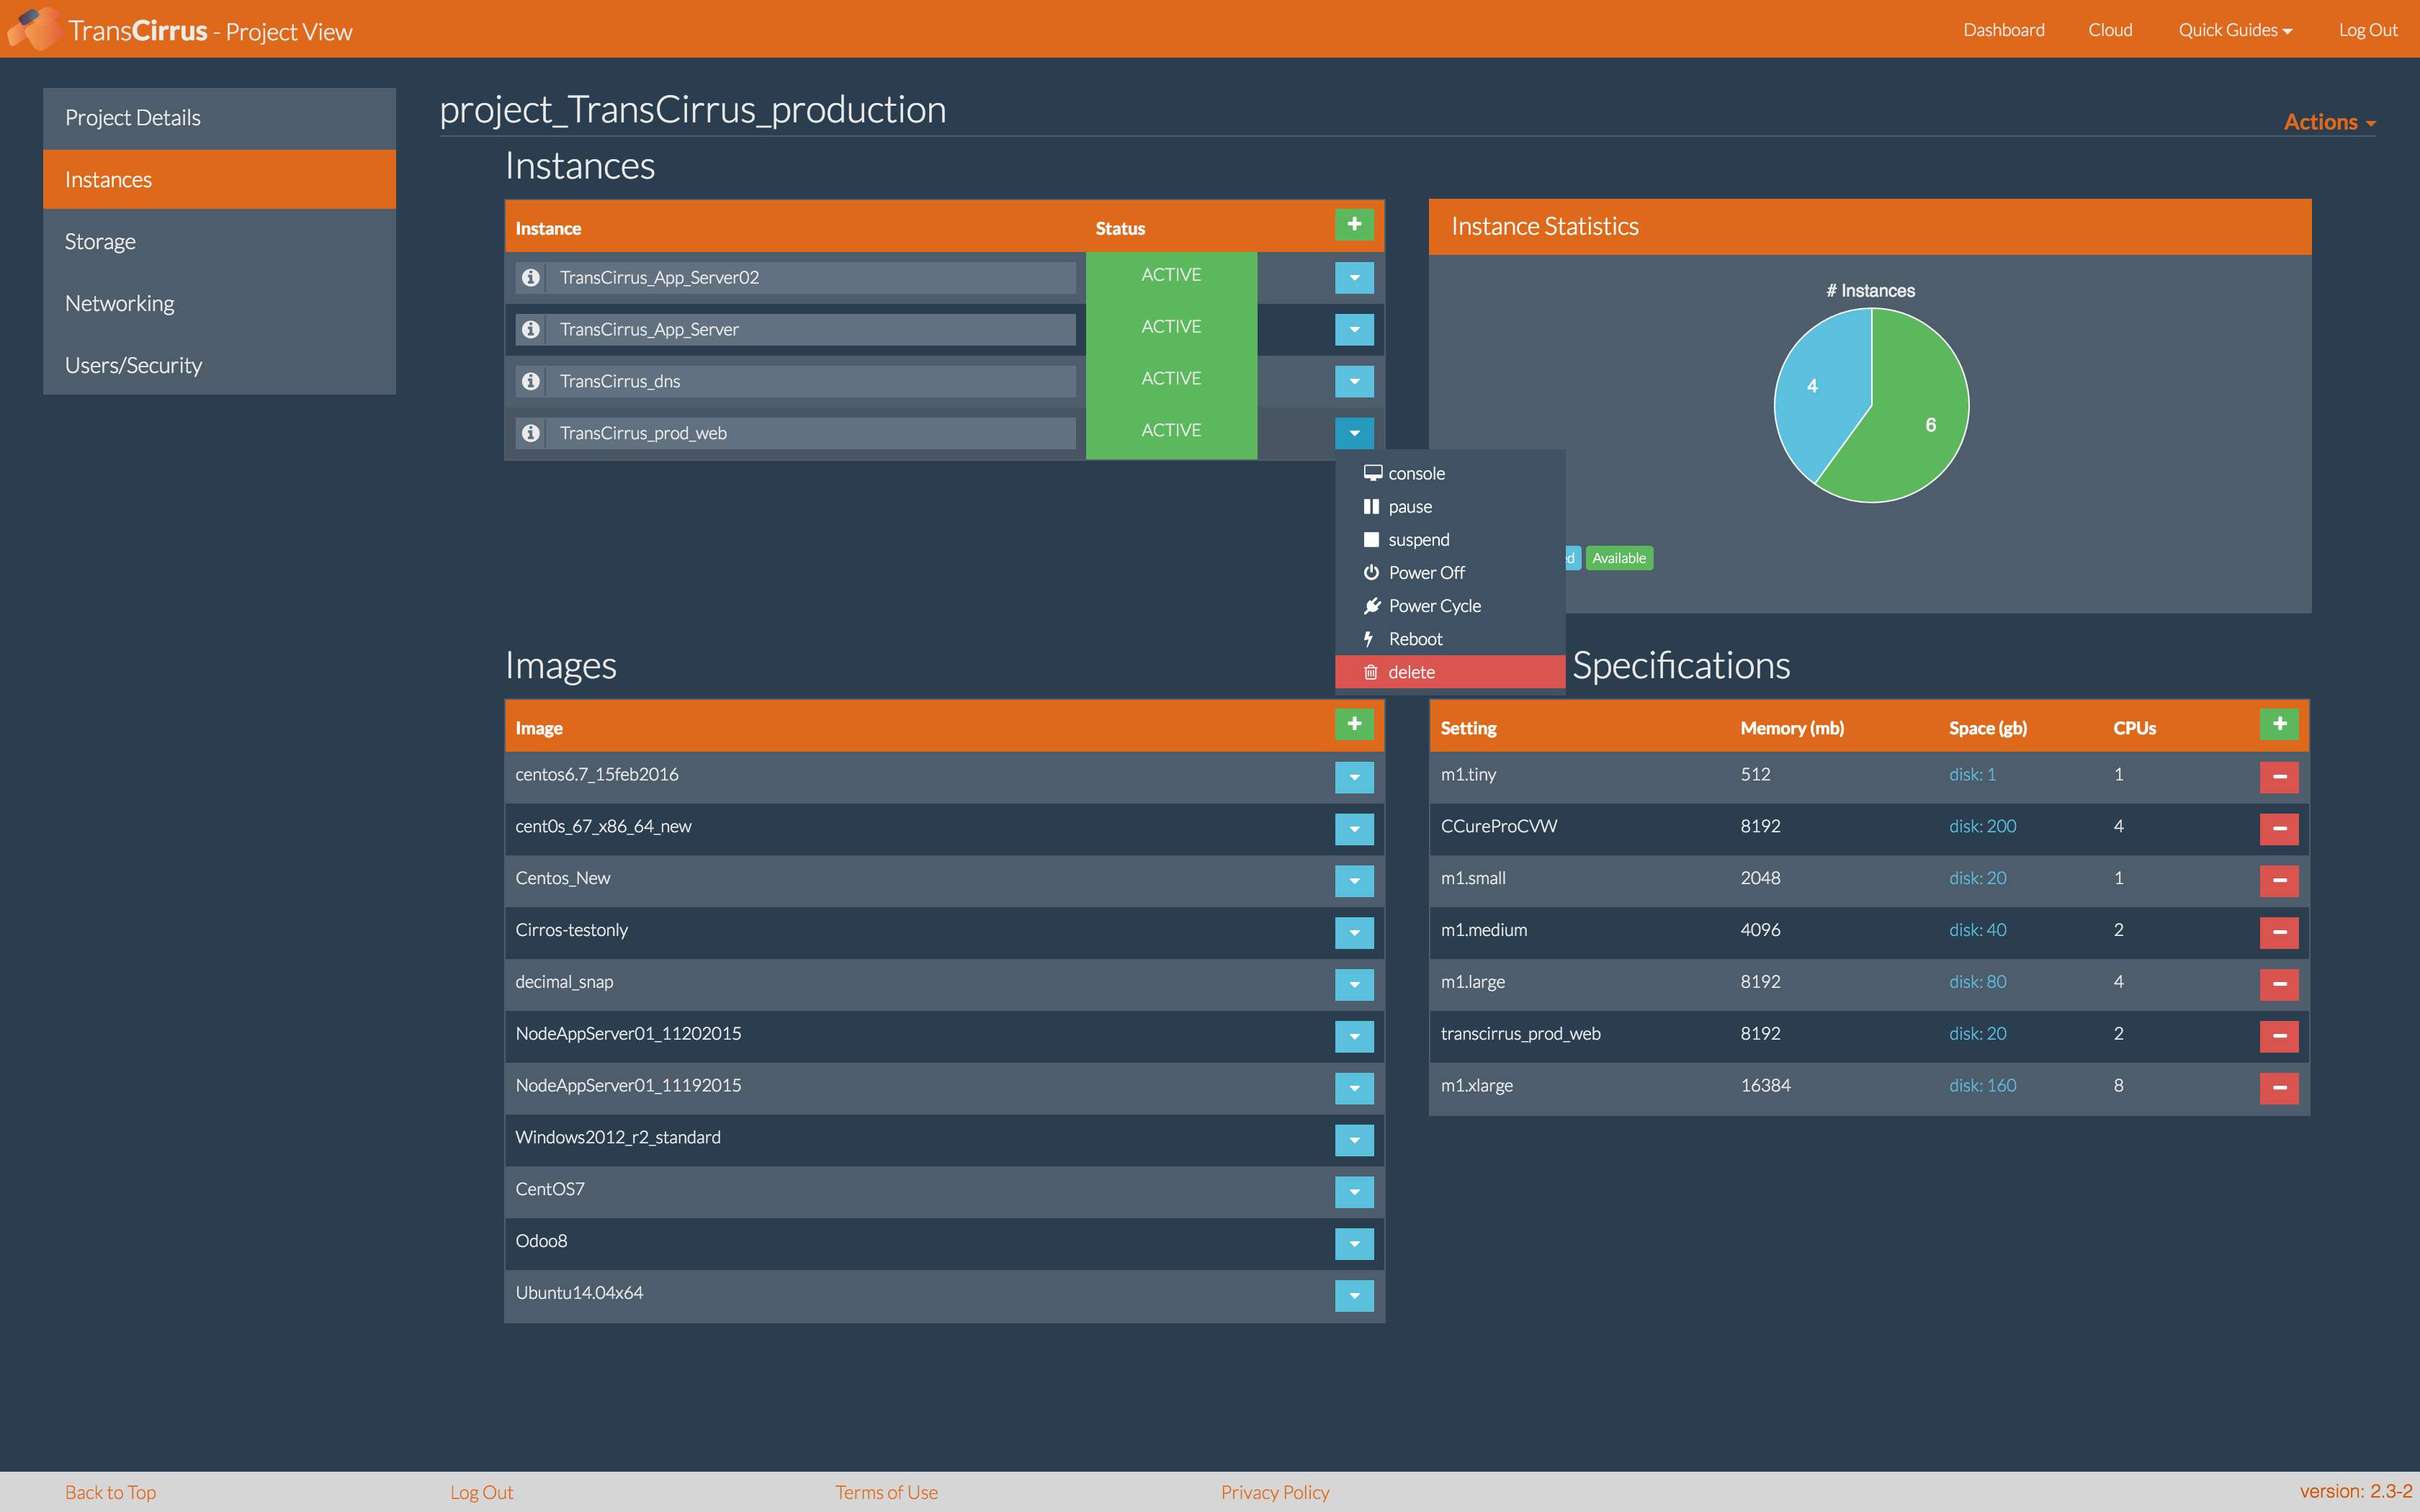 TransCirrus - Project View
Dashboard
Cloud
Quick Guides
Log Out
Project Details
Instances
Storage
Networking
Users/Security
project_TransCirrus_production
Actions
Instances
Instance Status
TransCirrus_App_Server02 ACTIVE
TransCirrus_App_Server ACTIVE
TransCirrus_dns ACTIVE
TransCirrus_prod_web ACTIVE
console
pause
suspend
Power Off
Power Cycle
Reboot
delete
Instance Statistics
# Instances
4
6
Available
Images
Image
centos6.7_15feb2016
cent0s_67_x86_64_new
Centos_New
Cirros-testonly
decimal_snap
NodeAppServer01_11202015
NodeAppServer01_11192015
Windows2012_r2_standard
CentOS7
Odoo8
Ubuntu14.04x64
Specifications
Setting Memory (mb) Space (gb) CPUs
m1.tiny 512 disk: 1 1
CCureProCVW 8192 disk: 200 4
m1.small 2048 disk: 20 1
m1.medium 4096 disk: 40 2
m1.large 8192 disk: 80 4
transcirrus_prod_web 8192 disk: 20 2
m1.xlarge 16384 disk: 160 8
Back to Top
Log Out
Terms of Use
Privacy Policy
version: 2.3-2